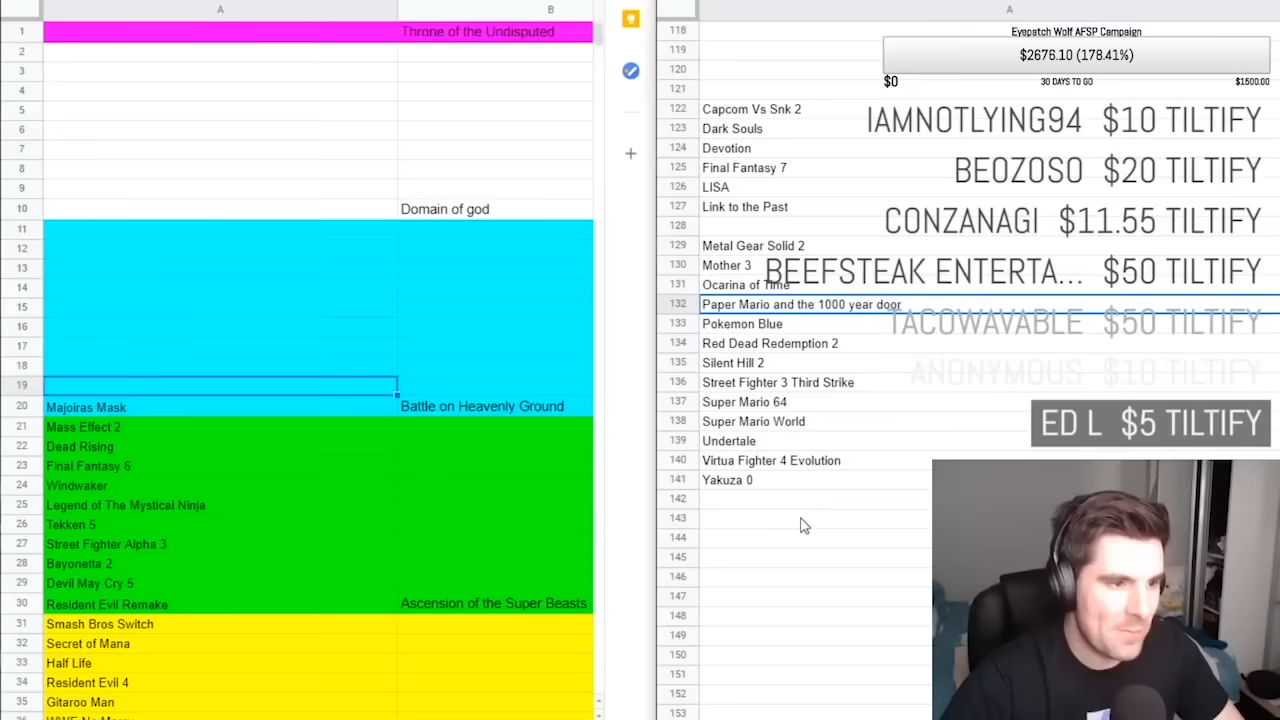 A
B
1 Throne of the Undisputed
2
3
4
5
6
7
8
9
10 Domain of god
11
12
13
14
15
16
17
18
19
20 Majoiras Mask Battle on Heavenly Ground
21 Mass Effect 2
22 Dead Rising
23 Final Fantasy 6
24 Windwaker
25 Legend of The Mystical Ninja
26 Tekken 5
27 Street Fighter Alpha 3
28 Bayonetta 2
29 Devil May Cry 5
30 Resident Evil Remake Ascension of the Super Beasts
31 Smash Bros Switch
32 Secret of Mana
33 Half Life
34 Resident Evil 4
35 Gitaroo Man
A
118
119
120
121
122 Capcom Vs Snk 2
123 Dark Souls
124 Devotion
125 Final Fantasy 7
126 LISA
127 Link to the Past
128
129 Metal Gear Solid 2
130 Mother 3
131 Ocarina of Time
132 Paper Mario and the 1000 year door
133 Pokemon Blue
134 Red Dead Redemption 2
135 Silent Hill 2
136 Street Fighter 3 Third Strike
137 Super Mario 64
138 Super Mario World
139 Undertale
140 Virtua Fighter 4 Evolution
141 Yakuza 0
142
143
144
145
146
147
148
149
150
151
152
153
Eyepatch Wolf AFSP Campaign
$2676.10 (178.41%)
$0 30 DAYS TO GO $1500.00
IAMNOTLYING94 $10 TILTIFY
BEOZOSO $20 TILTIFY
CONZANAGI $11.55 TILTIFY
BEEFSTEAK ENTERTA... $50 TILTIFY
TACOWAVABLE $50 TILTIFY
ANONYMOUS $10 TILTIFY
ED L $5 TILTIFY